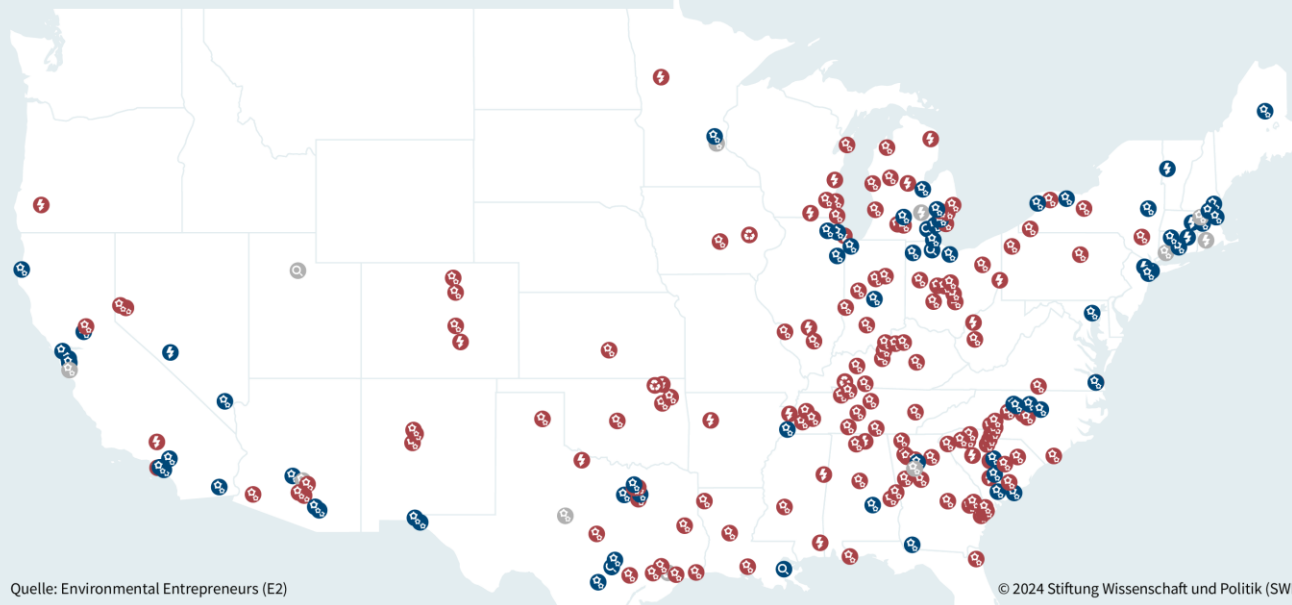 Quelle: Environmental Entrepreneurs (E2)
© 2024 Stiftung Wissenschaft und Politik (SW